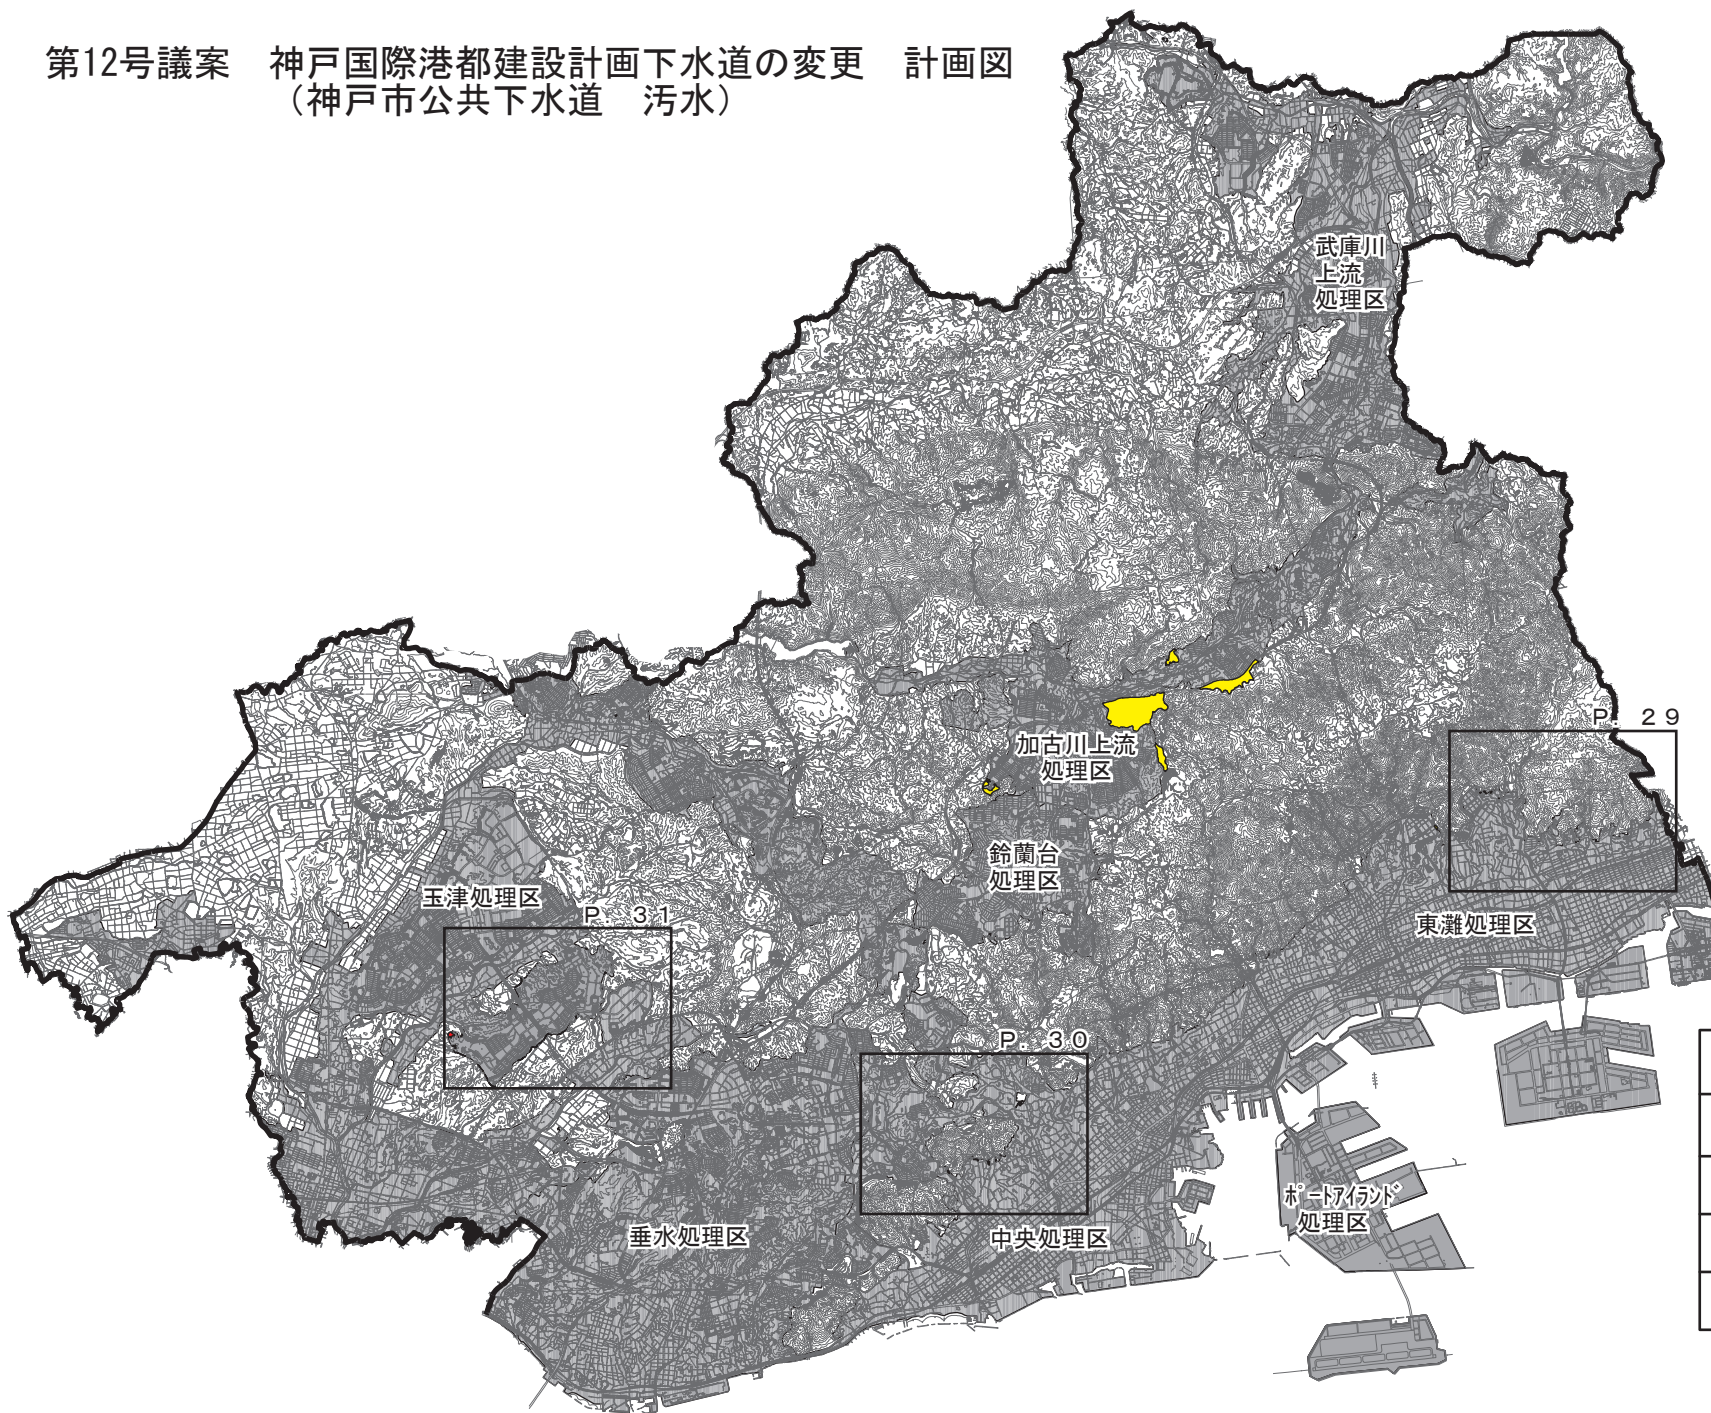 第12号議案　神戸国際港都建設計画下水道の変更　計画図
（神戸市公共下水道　汚水）
武庫川
上流
処理区
P. 29
加古川上流
処理区
鈴蘭台
処理区
玉津処理区
P. 31
東灘処理区
P. 30
ﾎﾟｰﾄｱｲﾗﾝﾄﾞ
処理区
垂水処理区
中央処理区